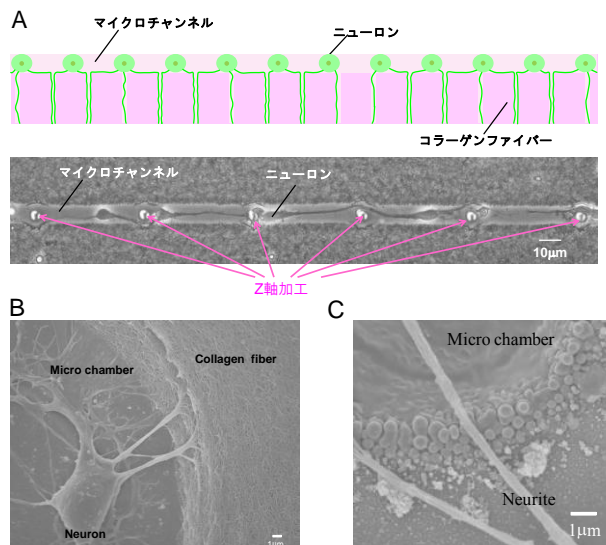 A
マイクロチャンネル
ニューロン
コラーゲンファイバー
マイクロチャンネル
ニューロン
10μm
Z軸加工
B
Micro chamber
Collagen fiber
Neuron
1μm
C
Micro chamber
Neurite
1μm